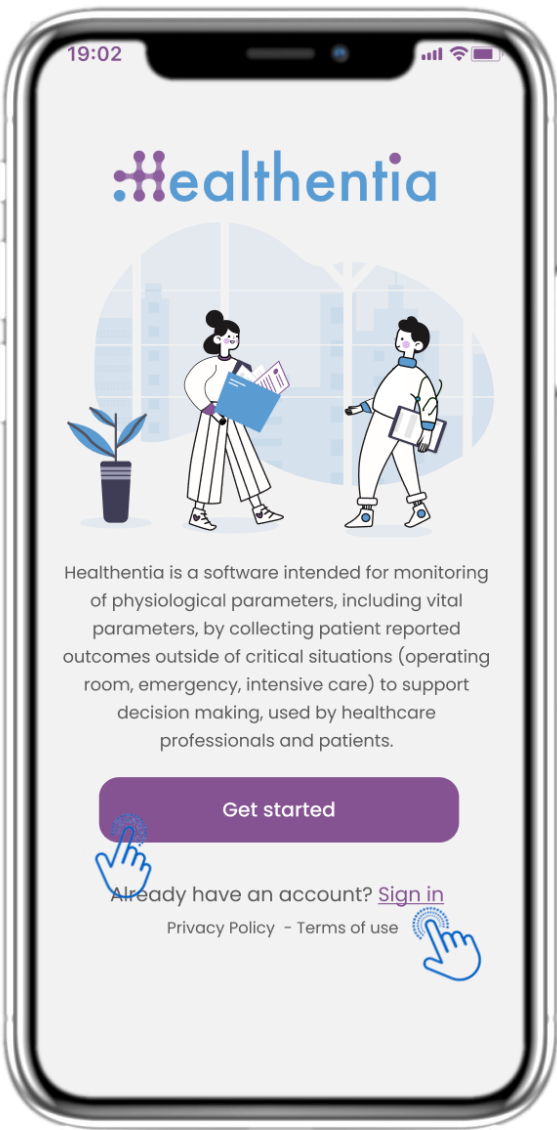 19:02
Healthentia
Healthentia is a software intended for monitoring
of physiological parameters, including vital
parameters, by collecting patient reported
outcomes outside of critical situations (operating
room, emergency, intensive care) to support
decision making, used by healthcare
professionals and patients.
Get started
Already have an account? Sign in
Privacy Policy - Terms of use